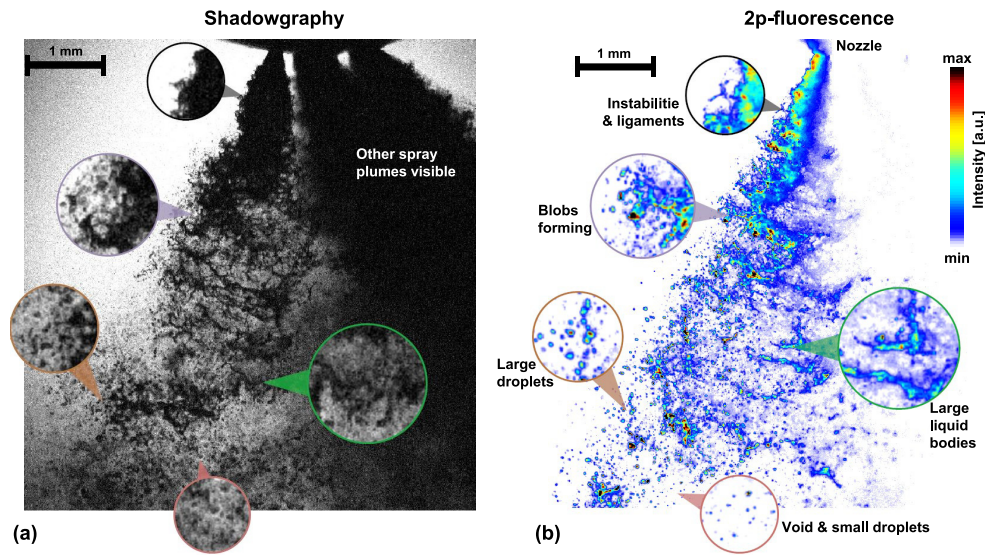 Shadowgraphy
2p-fluorescence
1 mm
Other spray
plumes visible
(a)
1 mm
Nozzle
Instabilitie
& ligaments
Blobs
forming
Large
droplets
Large
liquid
bodies
Void & small droplets
max
Intensity [a.u.]
min
(b)